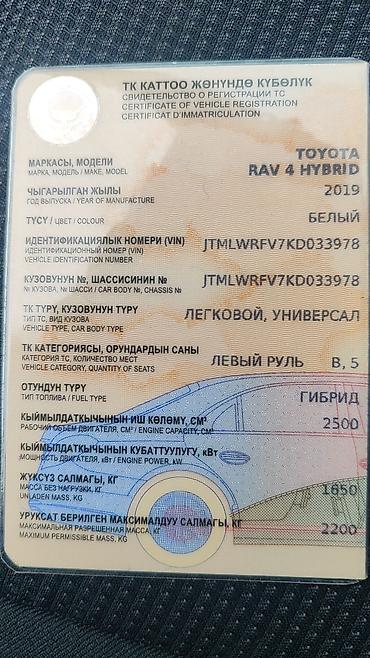 ТК КАТТОО ЖӨНҮНДӨ КҮБӨЛҮК
СВИДЕТЕЛЬСТВО О РЕГИСТРАЦИИ ТС
CERTIFICATE OF VEHICLE REGISTRATION
CERTIFICAT D'IMMATRICULATION
МАРКАСЫ, МОДЕЛИ
МАРКА, МОДЕЛЬ / MAKE, MODEL
TOYOTA
RAV 4 HYBRID
ЧЫГАРЫЛГАН ЖЫЛЫ
ГОД ВЫПУСКА / YEAR OF MANUFACTURE
2019
ТҮСҮ / ЦВЕТ / COLOUR
БЕЛЫЙ
ИДЕНТИФИКАЦИЯЛЫК НОМЕРИ (VIN)
ИДЕНТИФИКАЦИОННЫЙ НОМЕР (VIN)
VEHICLE IDENTIFICATION NUMBER
JTMLWRFV7KD033978
КУЗОВУНУН №, ШАССИСИНИН №
№ КУЗОВА, № ШАССИ / CAR BODY №, CHASSIS №
JTMLWRFV7KD033978
ТК ТҮРҮ, КУЗОВУНУН ТҮРҮ
ТИП ТС, ВИД КУЗОВА
VEHICLE TYPE, CAR BODY TYPE
ЛЕГКОВОЙ, УНИВЕРСАЛ
ТК КАТЕГОРИЯСЫ, ОРУНДАРДЫН САНЫ
КАТЕГОРИЯ ТС, КОЛИЧЕСТВО МЕСТ
VEHICLE CATEGORY, QUANTITY OF SEATS
ЛЕВЫЙ РУЛЬ B, 5
ОТУНДУН ТҮРҮ
ТИП ТОПЛИВА / FUEL TYPE
ГИБРИД
КЫЙМЫЛДАТКЫЧЫНЫН ИШ КӨЛӨМҮ, СМ³
РАБОЧИЙ ОБЪЕМ ДВИГАТЕЛЯ, СМ³ / ENGINE CAPACITY, CM³
2500
КЫЙМЫЛДАТКЫЧЫНЫН КУБАТТУУЛУГУ, кВт
МОЩНОСТЬ ДВИГАТЕЛЯ, кВт / ENGINE POWER, kW
ЖҮКСҮЗ САЛМАГЫ, КГ
МАССА БЕЗ НАГРУЗКИ, КГ
UNLADEN MASS, KG
1650
УРУКСАТ БЕРИЛГЕН МАКСИМАЛДУУ САЛМАГЫ, КГ
МАКСИМАЛЬНАЯ РАЗРЕШЕННАЯ МАССА, КГ
MAXIMUM PERMISSIBLE MASS, KG
2200